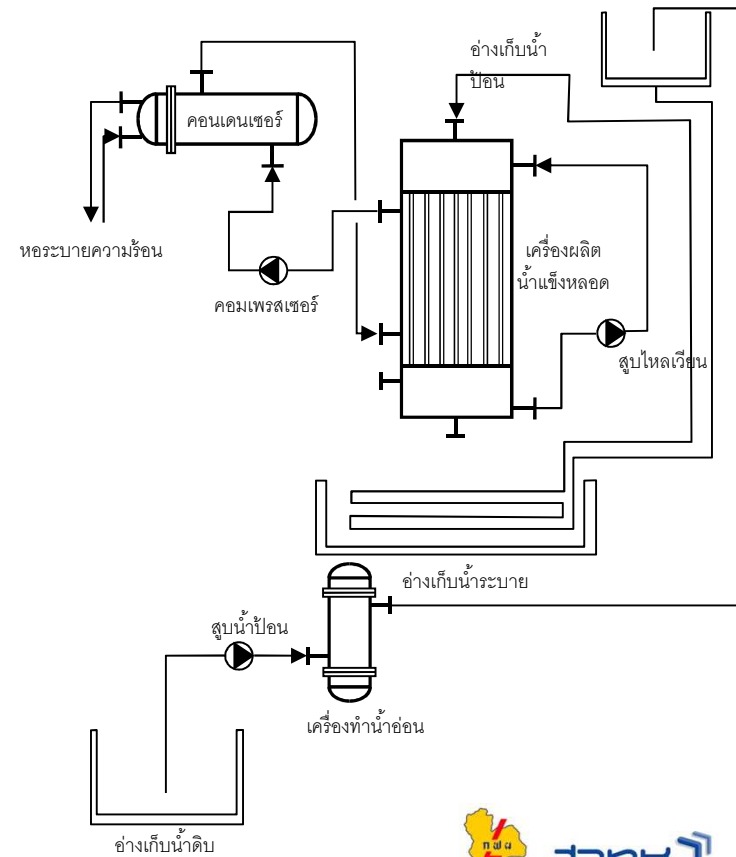 อ่างเก็บน้ำ
ป้อน
คอนเดนเซอร์
หอระบายความร้อน
เครื่องผลิต
น้ำแข็งหลอด
คอมเพรสเซอร์
สูบไหลเวียน
อ่างเก็บน้ำระบาย
สูบน้ำป้อน
เครื่องทำน้ำอ่อน
อ่างเก็บน้ำดิบ
กฟผ